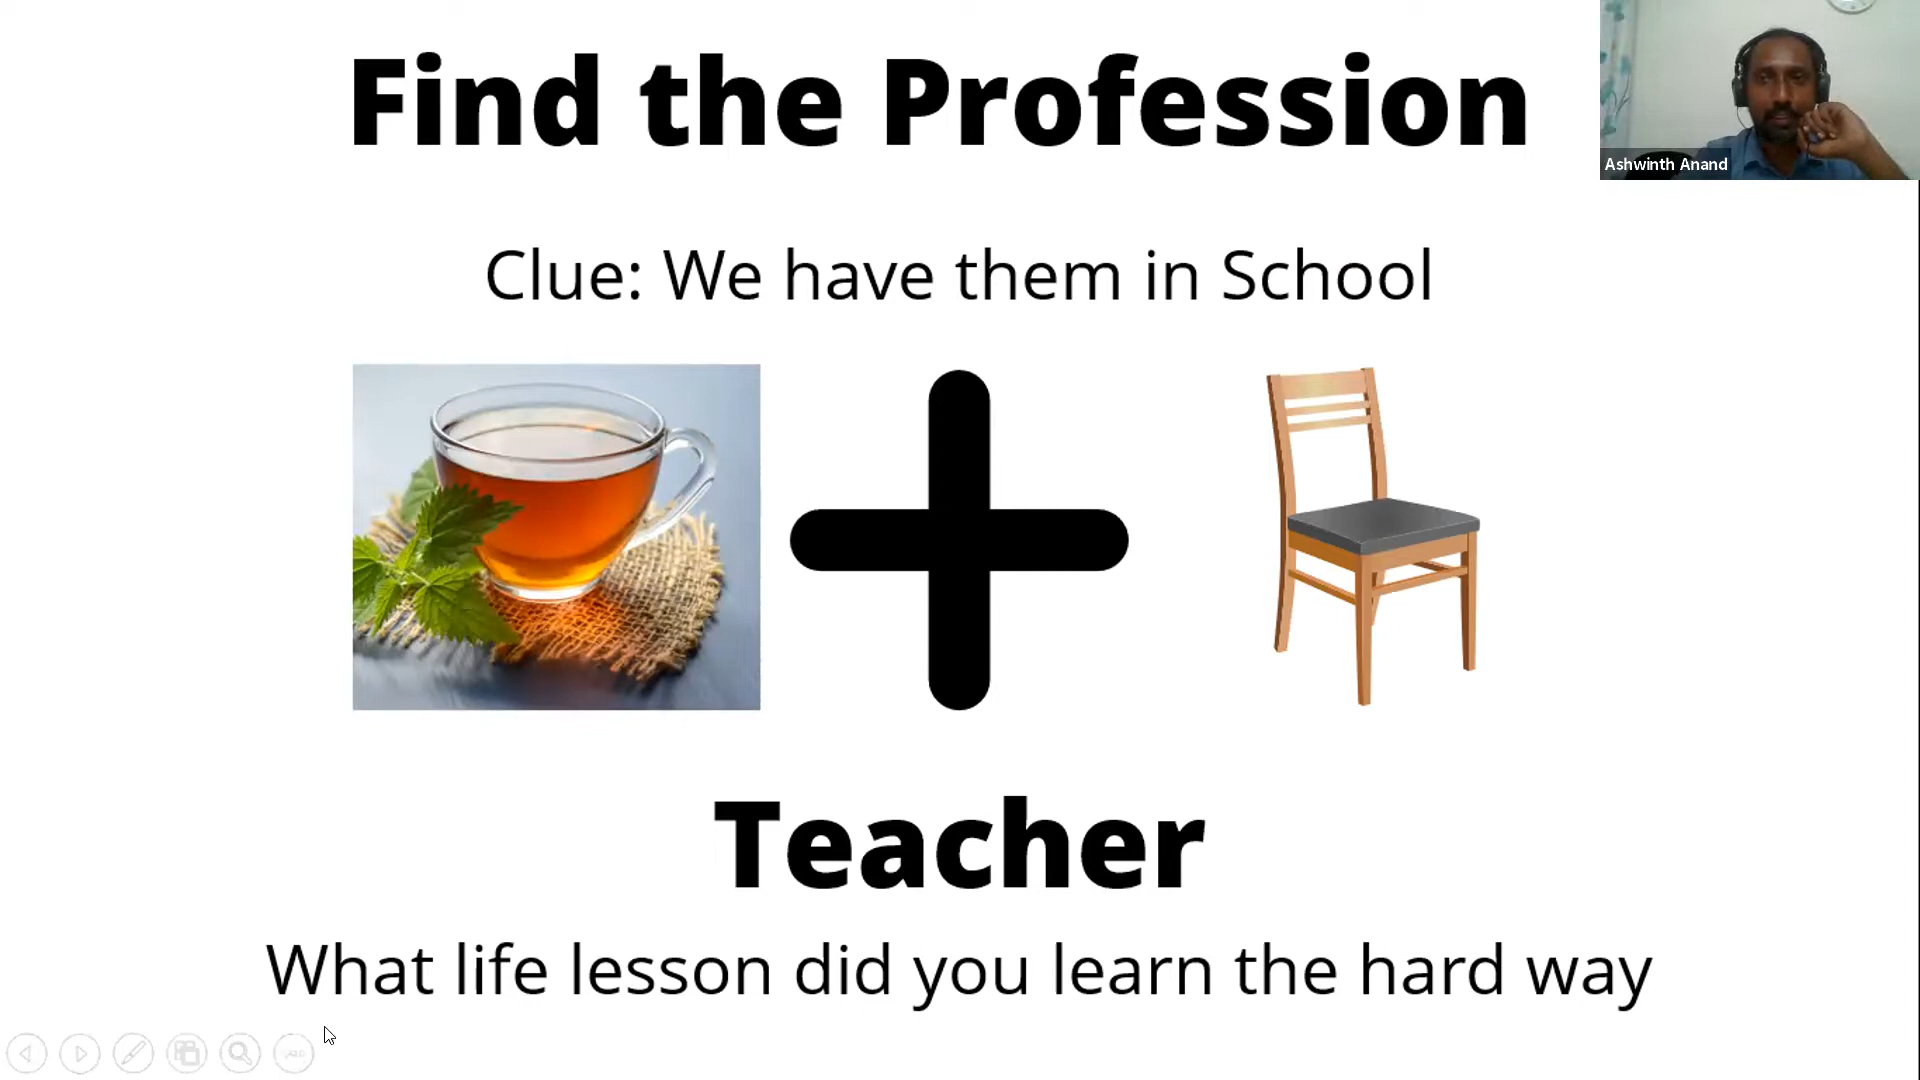 Find the Profession
Ashwinth Anand
Clue: We have them in School
Teacher
What life lesson did you learn the hard way